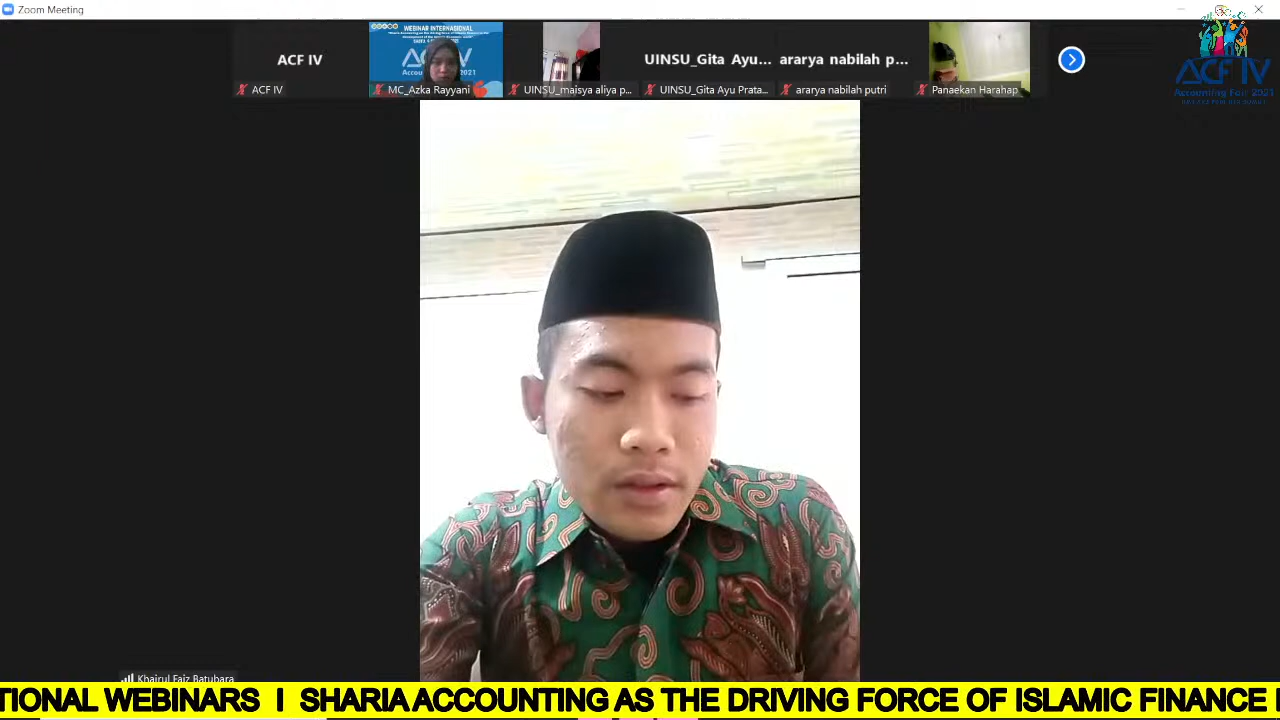 Zoom Meeting
ACF IV
UINSU_Gita Ayu...
ararya nabilah p...
WEBINAR INTERNASIONAL
ACF IV
MC_Azka Rayyani
UINSU_maisya aliya p...
UINSU_Gita Ayu Prata...
ararya nabilah putri
Panaekan Harahap
ACF IV
Accounting Fair 2021
Khairul Faiz Batubara
TIONAL WEBINARS I SHARIA ACCOUNTING AS THE DRIVING FORCE OF ISLAMIC FINANCE